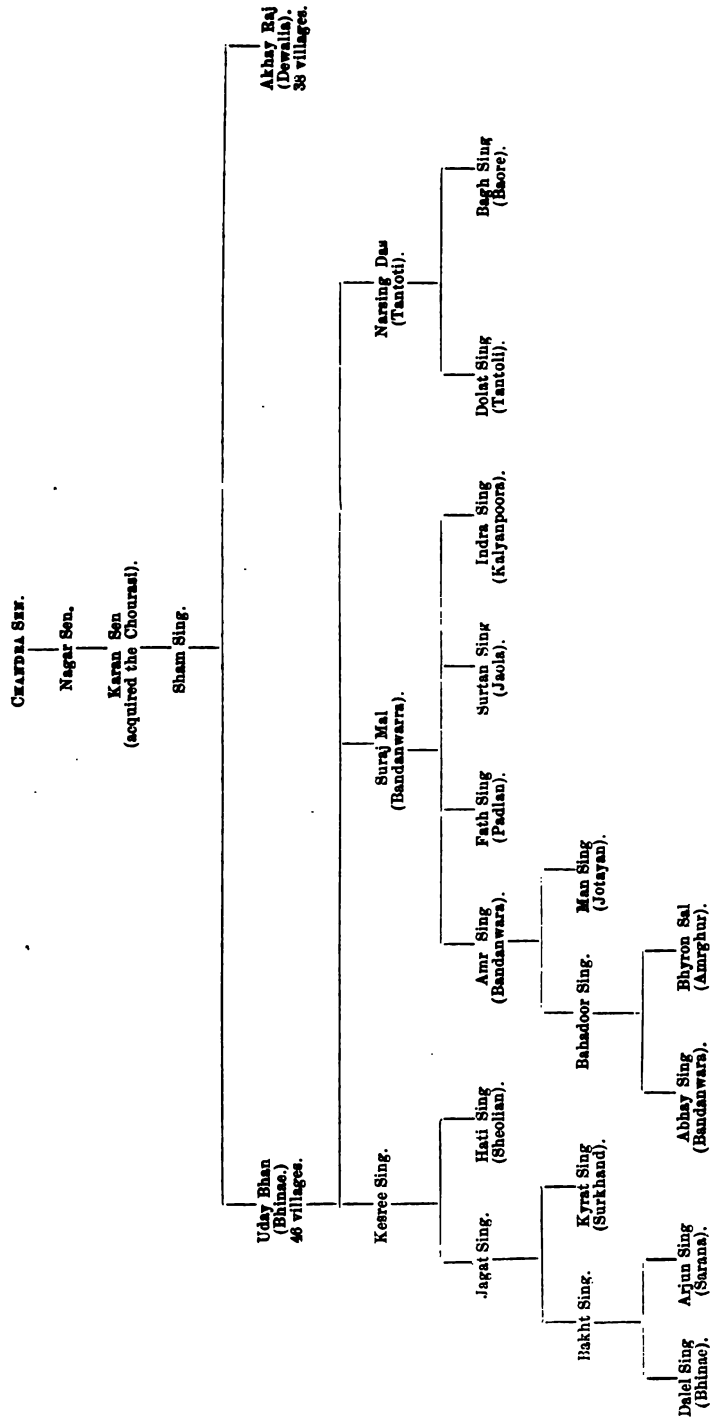 CHANDRA SEN.
Nagar Sen.
Karan Sen
(acquired the Chourasi).
Sham Sing.
Uday Bhan
(Bhinae.)
46 villages.
Akhay Raj
(Dewalia).
38 villages.
Kesree Sing.
Suraj Mal
(Bandanwarra).
Narsing Das
(Tantoti).
Jagat Sing.
Hati Sing
(Sheolian).
Amr Sing
(Bandanwara).
Fath Sing
(Padlan).
Surtan Sing
(Jaola).
Indra Sing
(Kalyanpoora).
Dolat Sing
(Tantoli).
Bagh Sing
(Baore).
Bakht Sing.
Kyrat Sing
(Surkhand).
Bahadoor Sing.
Man Sing
(Jotayan).
Dalel Sing
(Bhinae).
Arjun Sing
(Sarana).
Abhay Sing
(Bandanwara).
Bhyron Sal
(Amrghur).